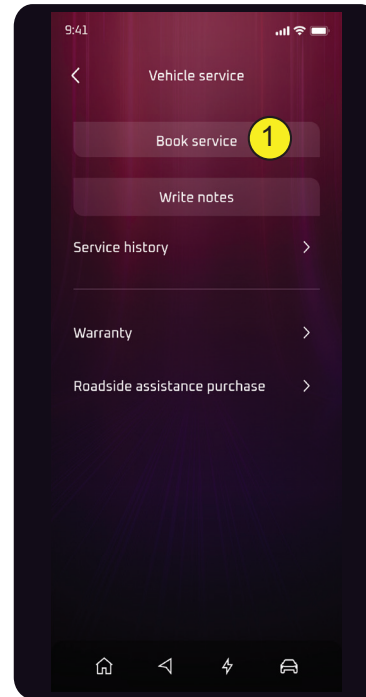 9:41
Vehicle service
Book service 1
Write notes
Service history
Warranty
Roadside assistance purchase